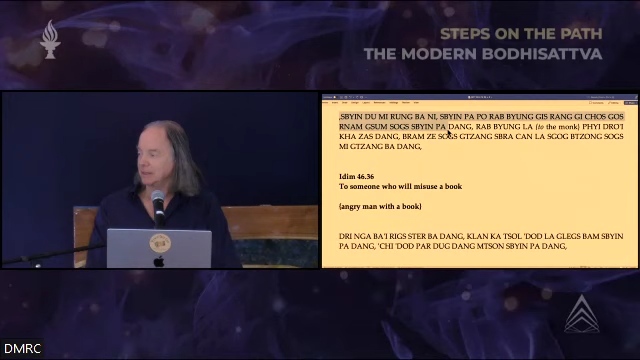 STEPS ON THE PATH
THE MODERN BODHISATTVA
,SBYIN DU MI RUNG BA NI, SBYIN PA PO RAB BYUNG GIS RANG GI CHOS GOS
RNAM GSUM SOGS SBYIN PA DANG, RAB BYUNG LA (to the monk) PHYI DRO'I
KHA ZAS DANG, BRAM ZE SOGS GTZANG SBRA CAN LA SGOG BTZONG SOGS
MI GTZANG BA DANG,
Idim 46.36
To someone who will misuse a book
(angry man with a book)
DRI NGA BA'I RIGS STER BA DANG, KLAN KA TSOL 'DOD LA GLEGS BAM SBYIN
PA DANG, 'CHI 'DOD PAR DUG DANG MTSON SBYIN PA DANG,
DMRC